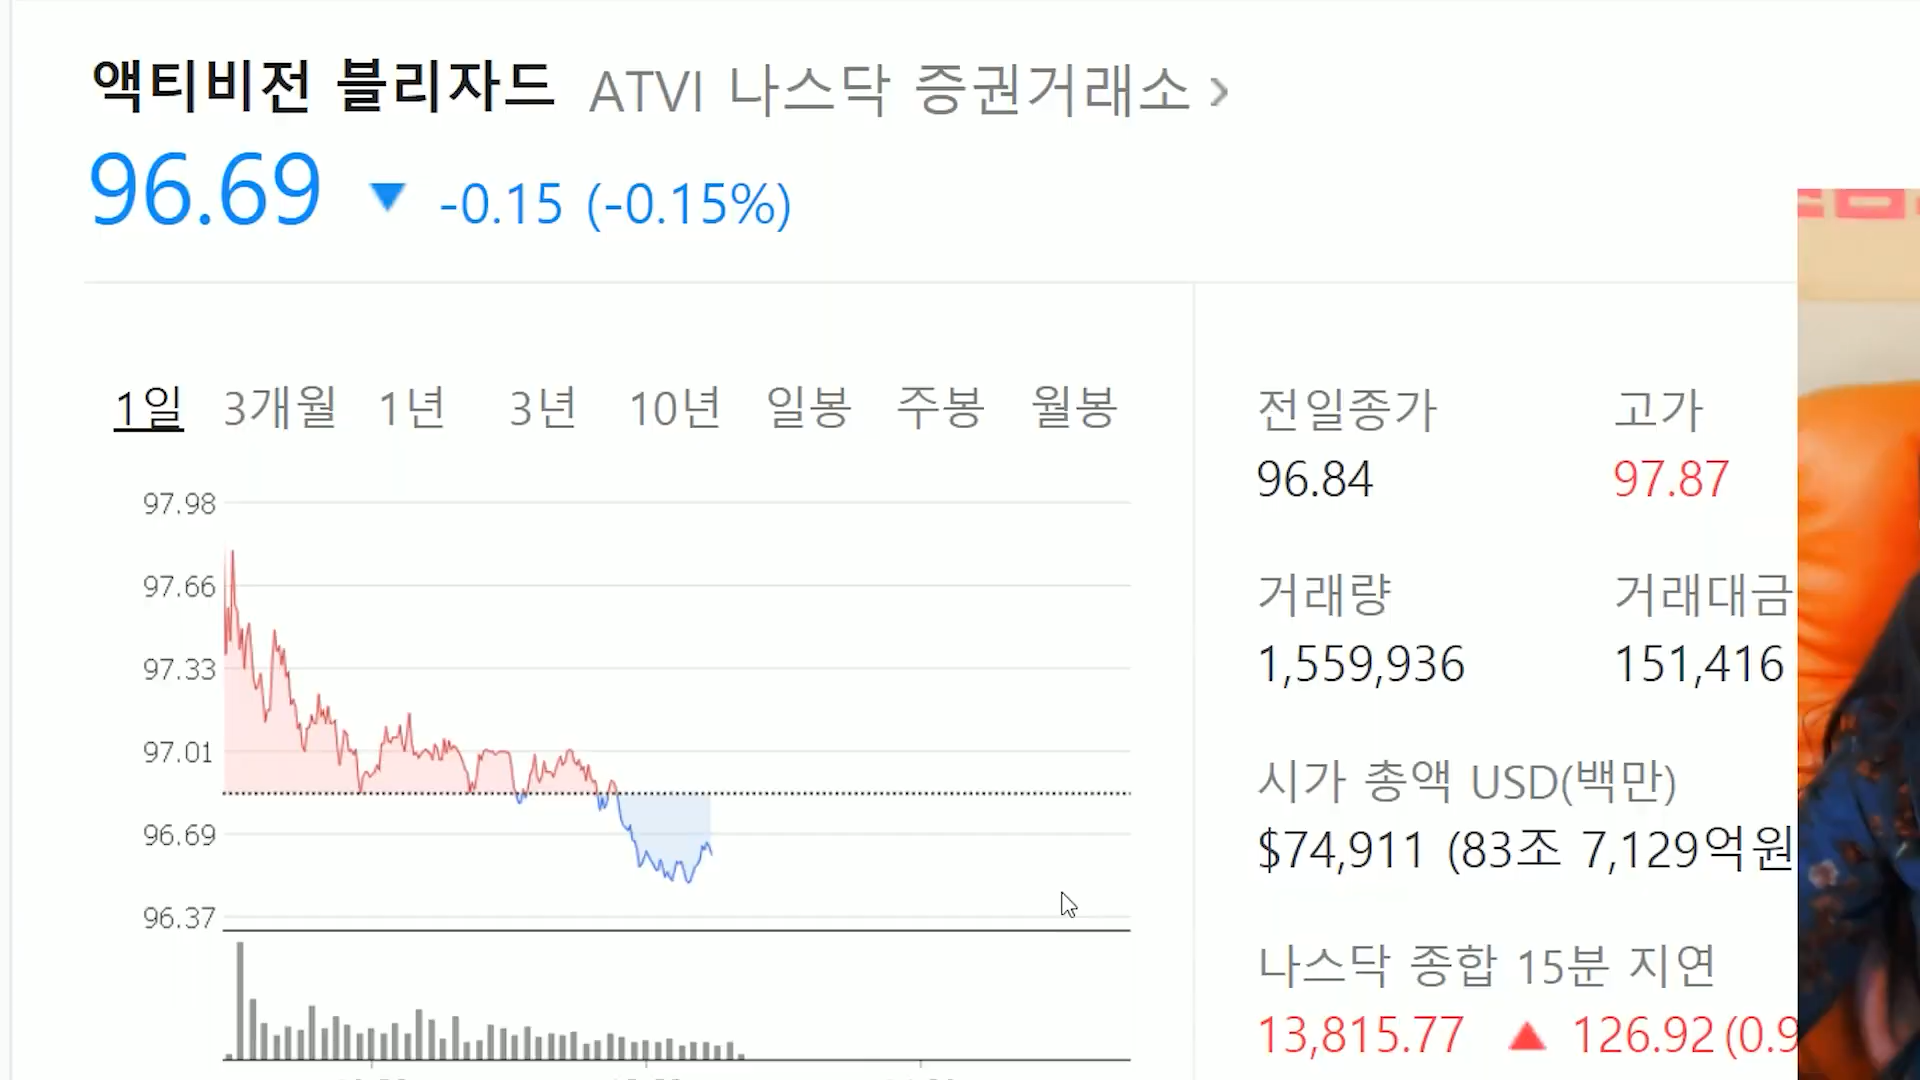 액티비전 블리자드 ATVI 나스닥 증권거래소 >
96.69 ▼ -0.15 (-0.15%)
1일 3개월 1년 3년 10년 일봉 주봉 월봉
97.98
97.66
97.33
97.01
96.69
96.37
전일종가 고가
96.84 97.87
거래량 거래대금
1,559,936 151,416
시가 총액 USD(백만)
$74,911 (83조 7,129억원
나스닥 종합 15분 지연
13,815.77 ▲ 126.92 (0.9